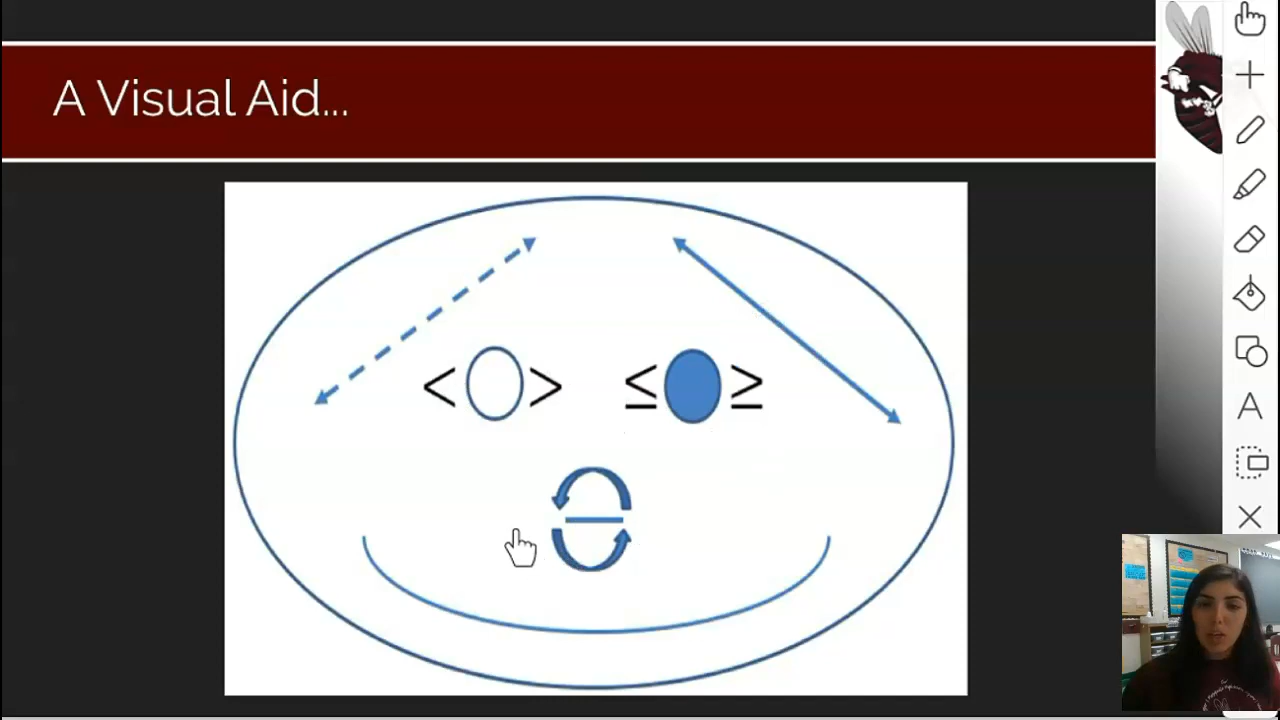 A Visual Aid...
< > ≤ ≥
A